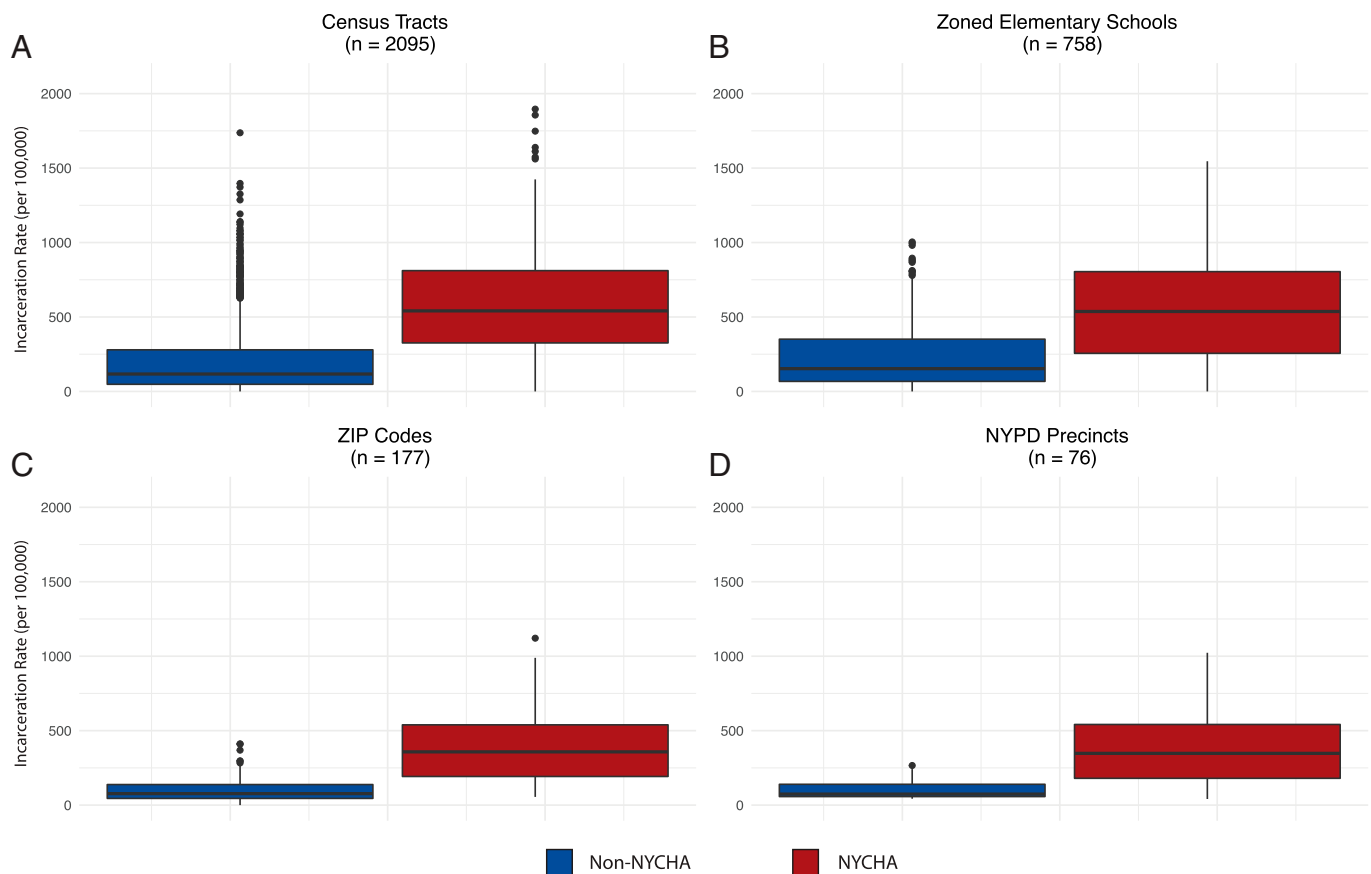 A
Census Tracts
(n = 2095)
Incarceration Rate (per 100,000)
2000
1500
1000
500
0
B
Zoned Elementary Schools
(n = 758)
2000
1500
1000
500
0
C
ZIP Codes
(n = 177)
Incarceration Rate (per 100,000)
2000
1500
1000
500
0
D
NYPD Precincts
(n = 76)
2000
1500
1000
500
0
Non-NYCHA
NYCHA